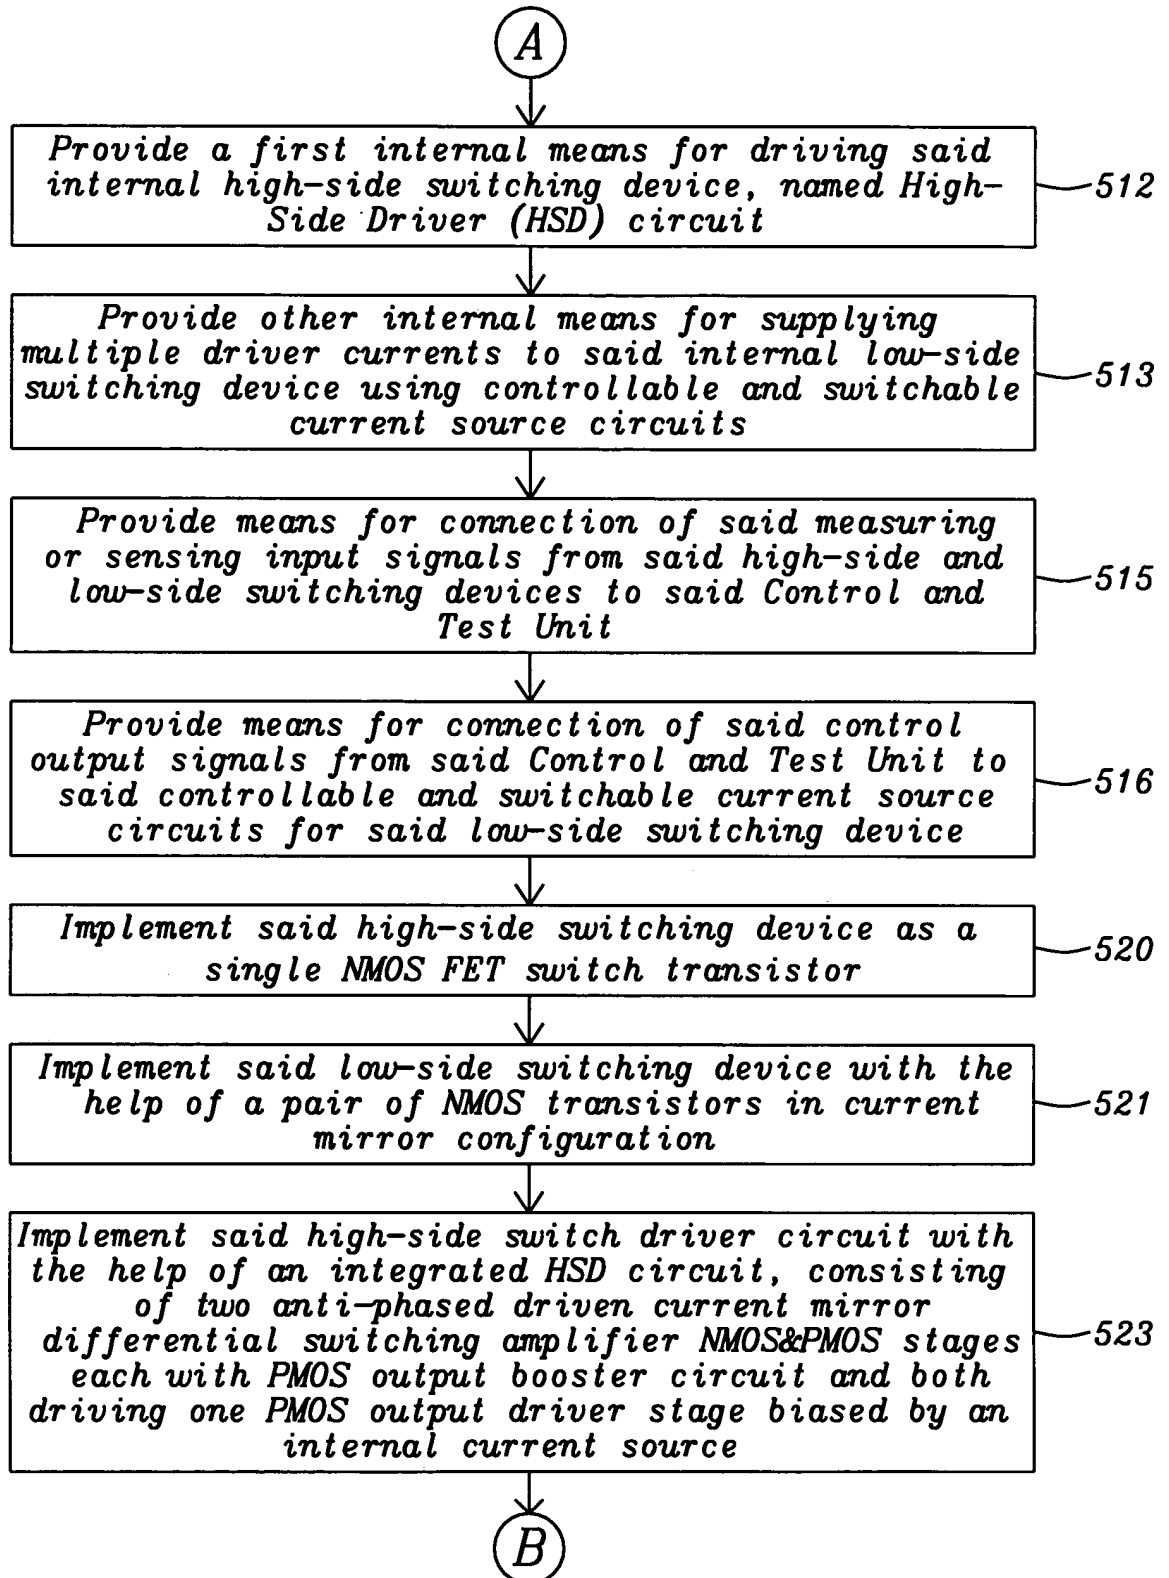 A
Provide a first internal means for driving said
internal high-side switching device, named High-
Side Driver (HSD) circuit
512
Provide other internal means for supplying
multiple driver currents to said internal low-side
switching device using controllable and switchable
current source circuits
513
Provide means for connection of said measuring
or sensing input signals from said high-side and
low-side switching devices to said Control and
Test Unit
515
Provide means for connection of said control
output signals from said Control and Test Unit to
said controllable and switchable current source
circuits for said low-side switching device
516
Implement said high-side switching device as a
single NMOS FET switch transistor
520
Implement said low-side switching device with the
help of a pair of NMOS transistors in current
mirror configuration
521
Implement said high-side switch driver circuit with
the help of an integrated HSD circuit, consisting
of two anti-phased driven current mirror
differential switching amplifier NMOS&PMOS stages
each with PMOS output booster circuit and both
driving one PMOS output driver stage biased by an
internal current source
523
B